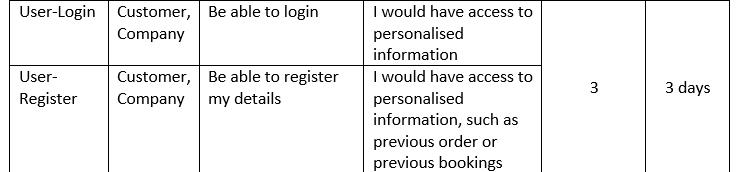 User-Login
Customer,
Company
Be able to login
I would have access to
personalised
information
User-
Register
Customer,
Company
Be able to register
my details
I would have access to
personalised
information, such as
previous order or
previous bookings
3
3 days